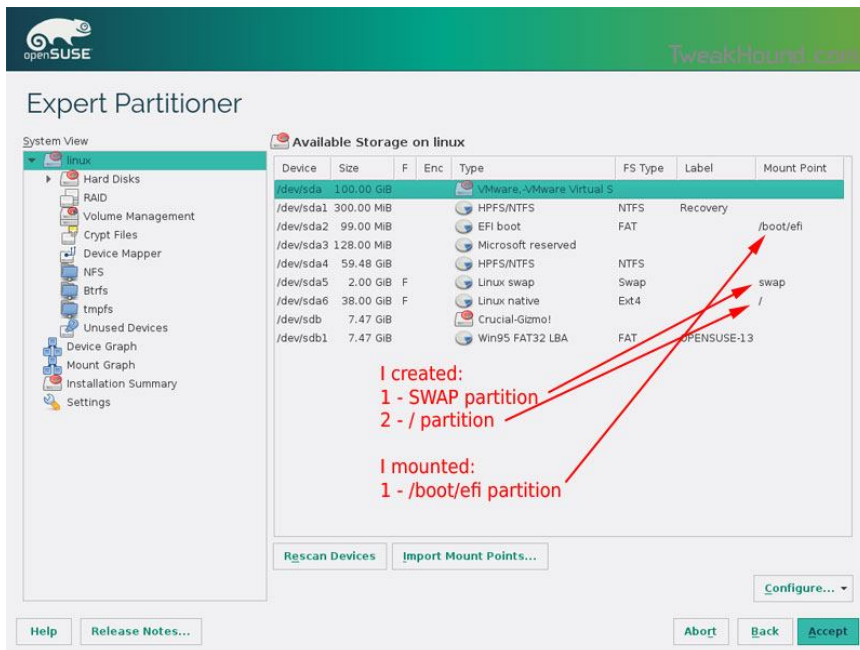 openSUSE
TweakHound.com
Expert Partitioner
System View
linux
Hard Disks
RAID
Volume Management
Crypt Files
Device Mapper
NFS
Btrfs
tmpfs
Unused Devices
Device Graph
Mount Graph
Installation Summary
Settings
Available Storage on linux
Device Size F Enc Type FS Type Label Mount Point
/dev/sda 100.00 GiB VMware,-VMware Virtual S
/dev/sda1 300.00 MiB HPFS/NTFS NTFS Recovery
/dev/sda2 99.00 MiB EFI boot FAT /boot/efi
/dev/sda3 128.00 MiB Microsoft reserved
/dev/sda4 59.48 GiB HPFS/NTFS NTFS
/dev/sda5 2.00 GiB F Linux swap Swap swap
/dev/sda6 38.00 GiB F Linux native Ext4 /
/dev/sdb 7.47 GiB Crucial-Gizmo!
/dev/sdb1 7.47 GiB Win95 FAT32 LBA FAT OPENSUSE-13
I created:
1 - SWAP partition
2 - / partition
I mounted:
1 - /boot/efi partition
Rescan Devices Import Mount Points...
Configure...
Help Release Notes... Abort Back Accept